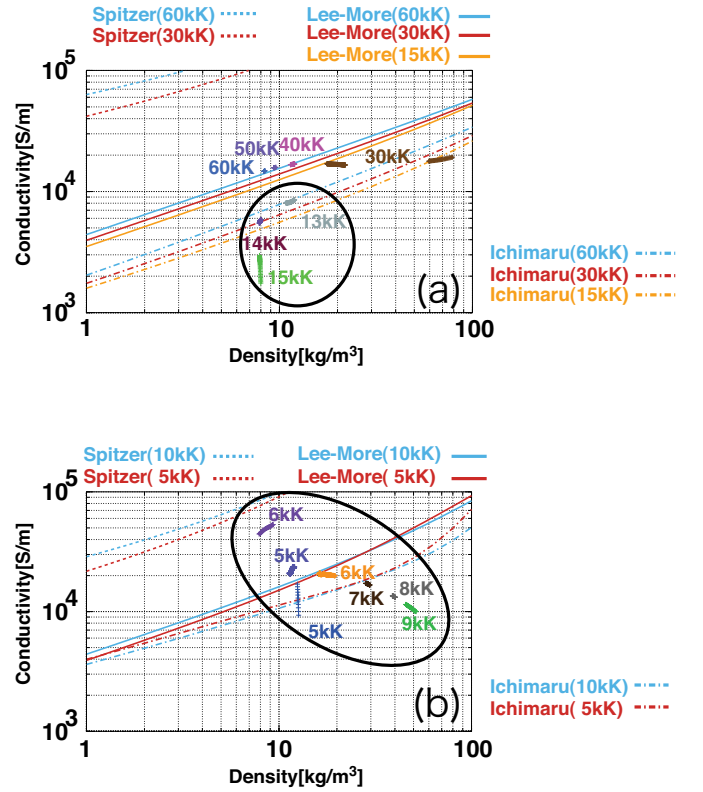 Spitzer(60kK) Lee-More(60kK)
Spitzer(30kK) Lee-More(30kK)
Lee-More(15kK)
10^5
50kK 40kK
60kK 30kK
10^4
13kK
14kK
15kK
10^3
1 10 100
Conductivity[S/m]
Density[kg/m^3]
(a)
Ichimaru(60kK)
Ichimaru(30kK)
Ichimaru(15kK)
Spitzer(10kK) Lee-More(10kK)
Spitzer( 5kK) Lee-More( 5kK)
10^5
6kK
5kK
6kK
8kK
7kK
10^4
9kK
5kK
10^3
1 10 100
Conductivity[S/m]
Density[kg/m^3]
(b)
Ichimaru(10kK)
Ichimaru( 5kK)